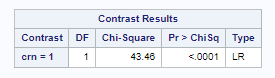 Contrast Results
Contrast DF Chi-Square Pr > ChiSq Type
crn = 1 1 43.46 <.0001 LR